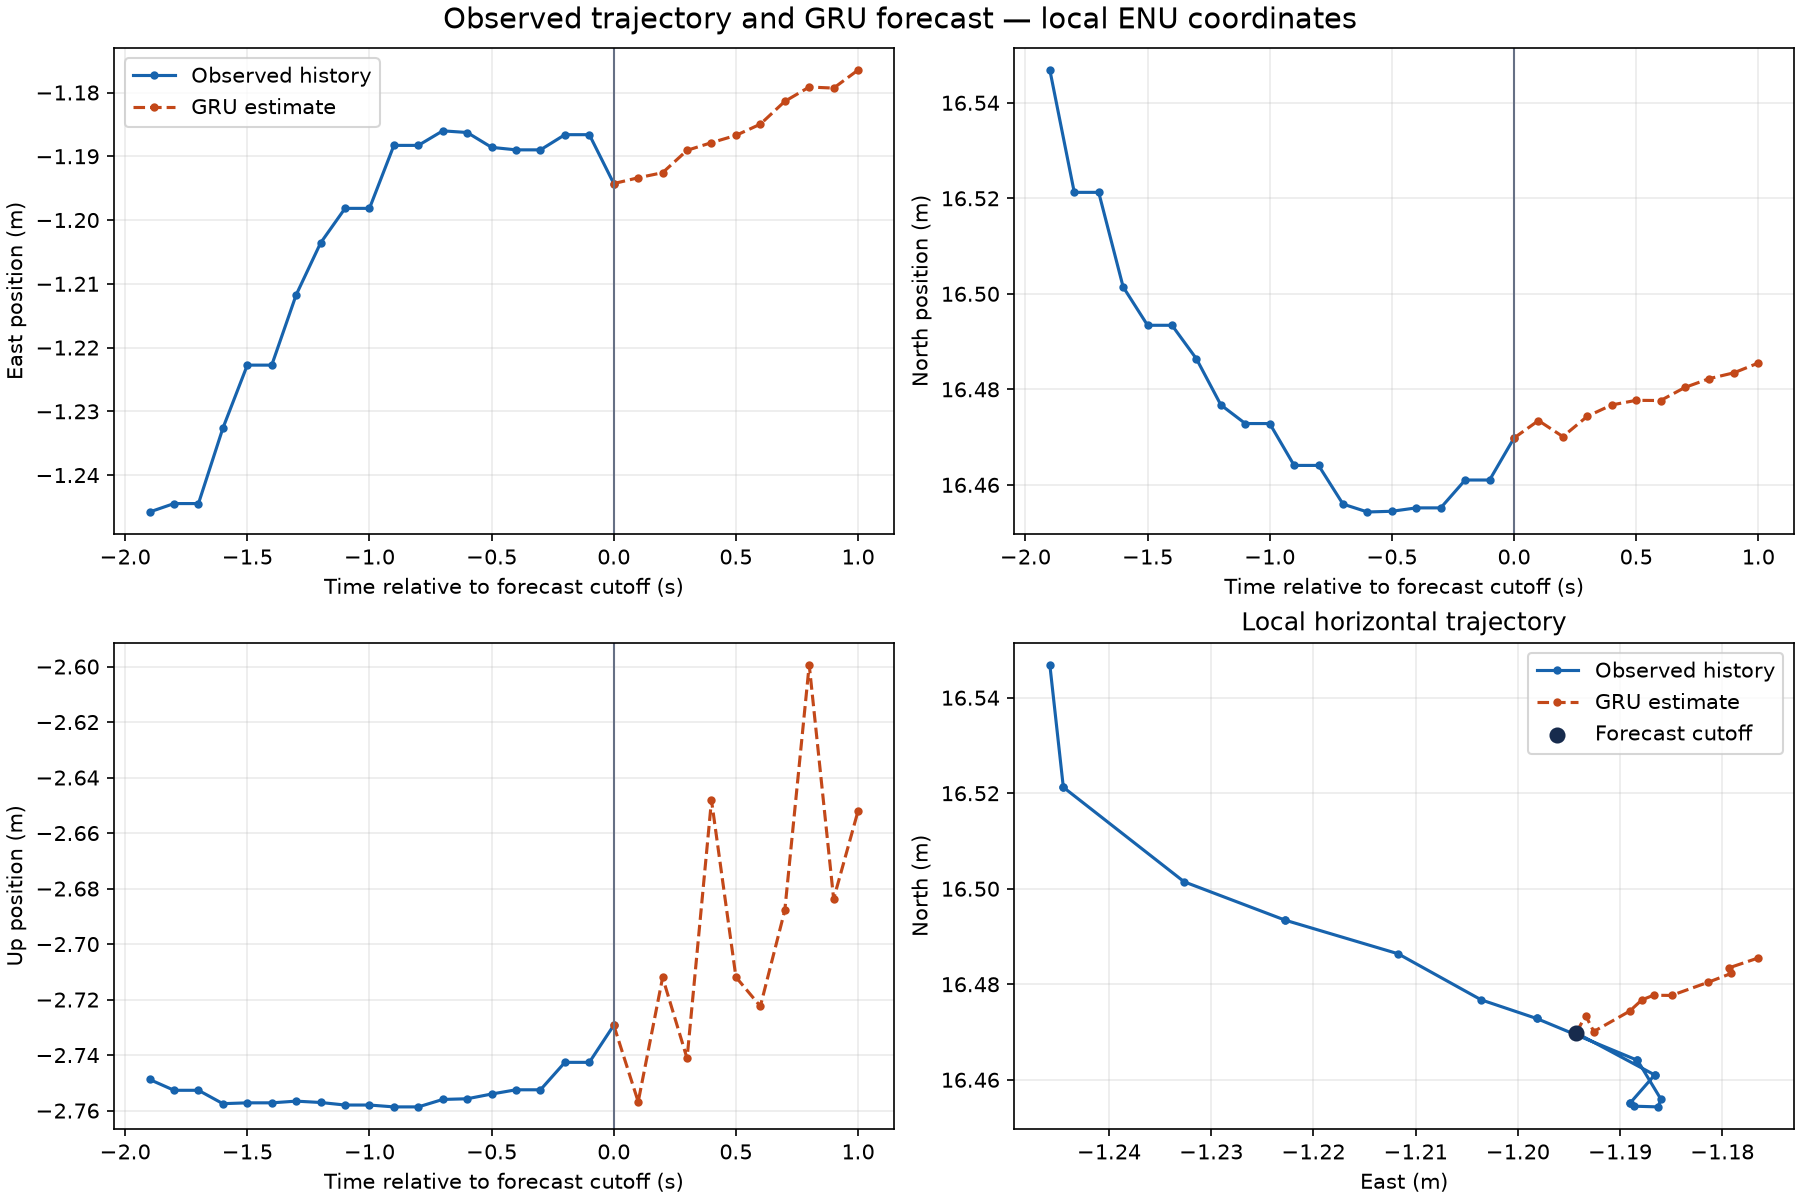 Observed trajectory and GRU forecast — local ENU coordinates
Observed history
GRU estimate
−1.18
−1.19
−1.20
−1.21
−1.22
−1.23
−1.24
East position (m)
−2.0 −1.5 −1.0 −0.5 0.0 0.5 1.0
Time relative to forecast cutoff (s)
16.54
16.52
16.50
16.48
16.46
North position (m)
−2.0 −1.5 −1.0 −0.5 0.0 0.5 1.0
Time relative to forecast cutoff (s)
−2.60
−2.62
−2.64
−2.66
−2.68
−2.70
−2.72
−2.74
−2.76
Up position (m)
−2.0 −1.5 −1.0 −0.5 0.0 0.5 1.0
Time relative to forecast cutoff (s)
Local horizontal trajectory
Observed history
GRU estimate
Forecast cutoff
16.54
16.52
16.50
16.48
16.46
North (m)
−1.24 −1.23 −1.22 −1.21 −1.20 −1.19 −1.18
East (m)